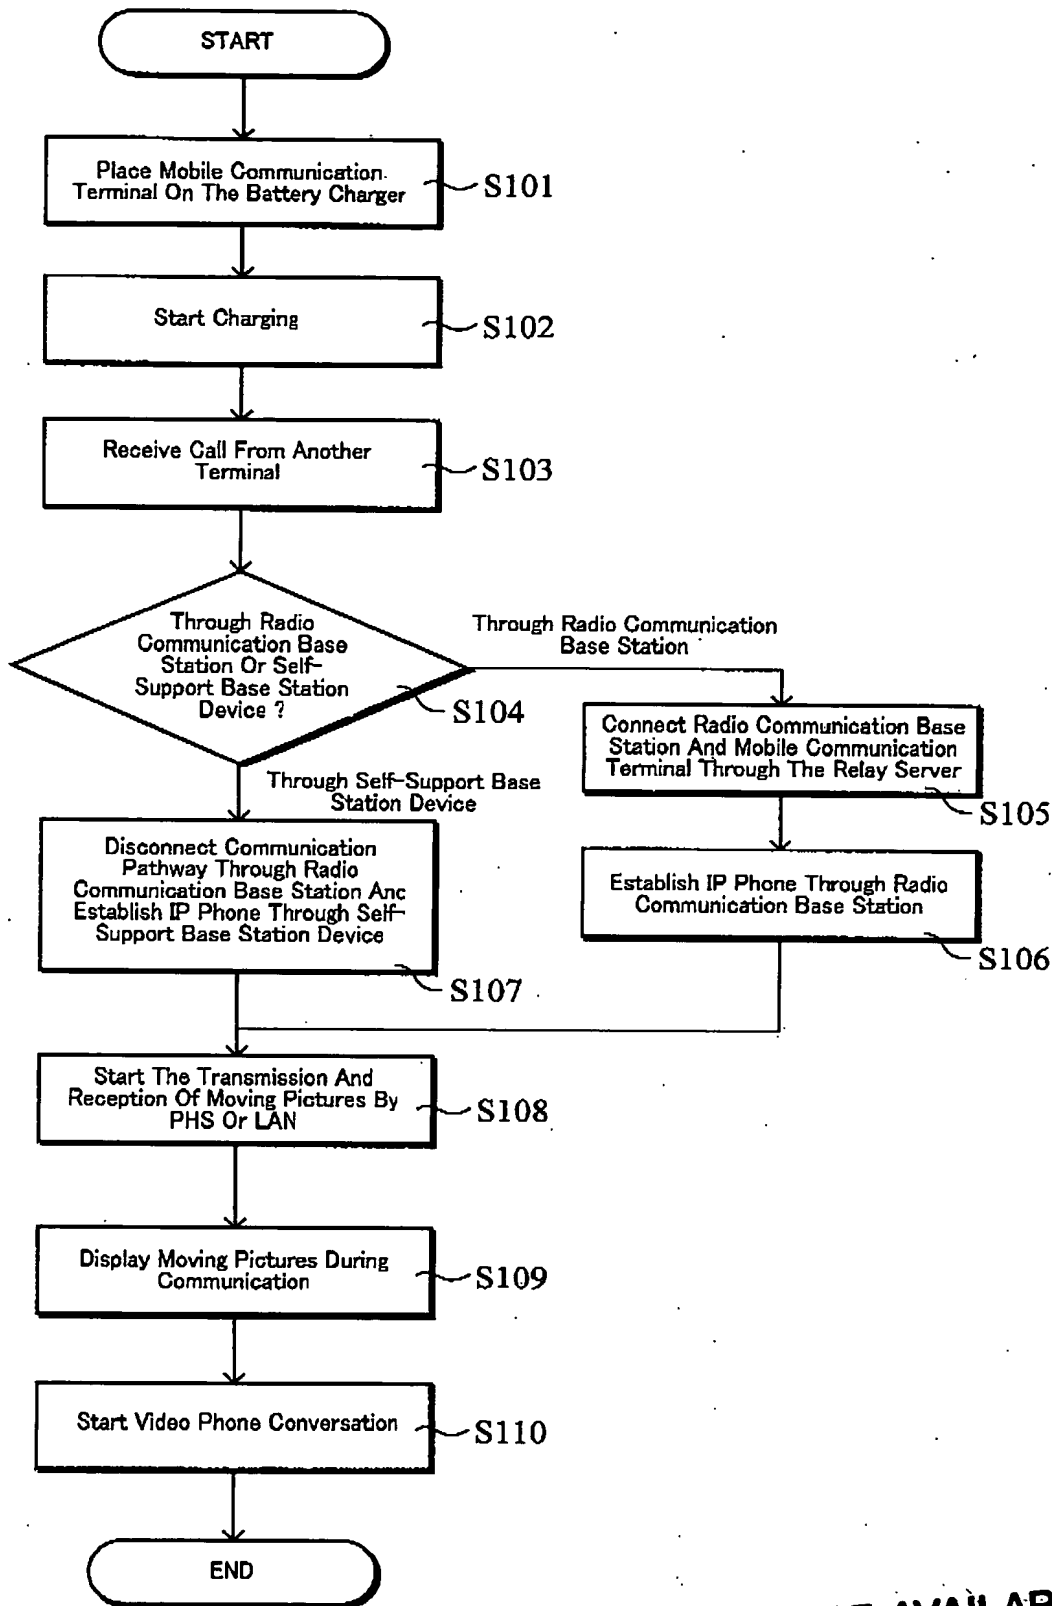 START
Place Mobile Communication
Terminal On The Battery Charger
S101
Start Charging
S102
Receive Call From Another
Terminal
S103
Through Radio
Communication Base
Station Or Self-
Support Base Station
Device ?
S104
Through Radio Communication
Base Station
Connect Radio Communication Base
Station And Mobile Communication
Terminal Through The Relay Server
S105
Through Self-Support Base
Station Device
Disconnect Communication
Pathway Through Radio
Communication Base Station And
Establish IP Phone Through Self-
Support Base Station Device
S107
Establish IP Phone Through Radio
Communication Base Station
S106
Start The Transmission And
Reception Of Moving Pictures By
PHS Or LAN
S108
Display Moving Pictures During
Communication
S109
Start Video Phone Conversation
S110
END